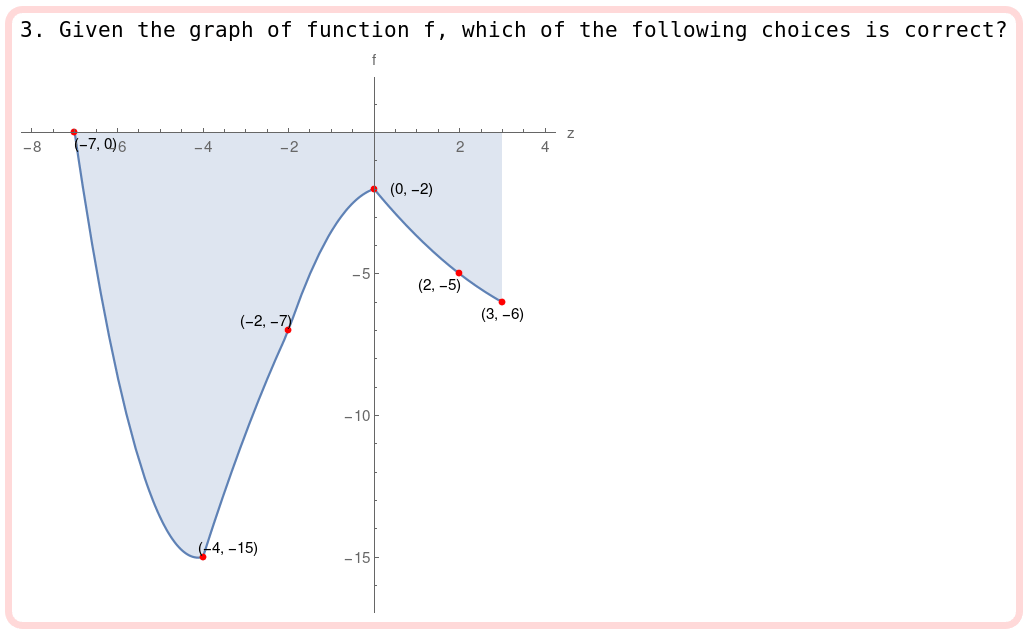 3. Given the graph of function f, which of the following choices is correct?
f
z
−8 −6 −4 −2 2 4
(−7, 0)
(0, −2)
−5
(2, −5)
(3, −6)
(−2, −7)
−10
(−4, −15)
−15